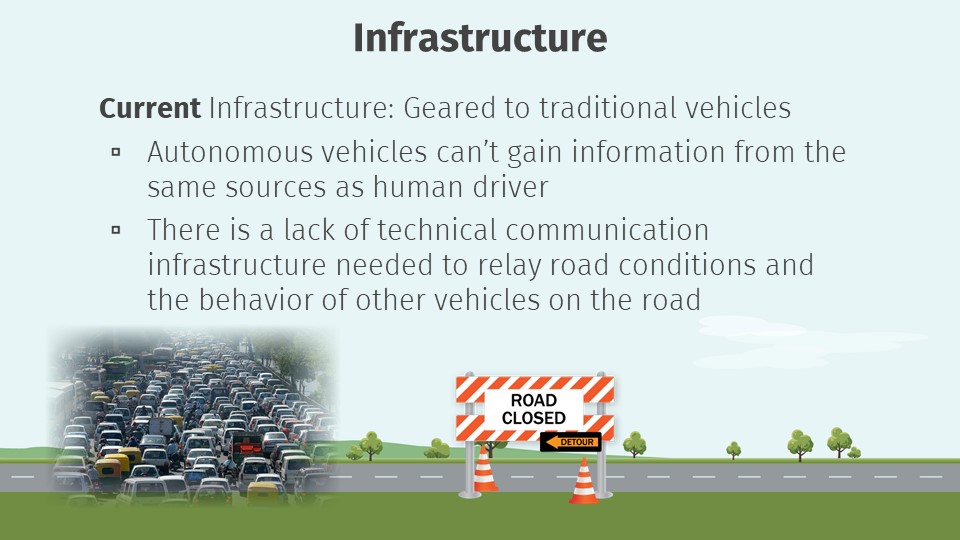 Infrastructure
Current Infrastructure: Geared to traditional vehicles
Autonomous vehicles can’t gain information from the
same sources as human driver
There is a lack of technical communication
infrastructure needed to relay road conditions and
the behavior of other vehicles on the road
ROAD
CLOSED
DETOUR